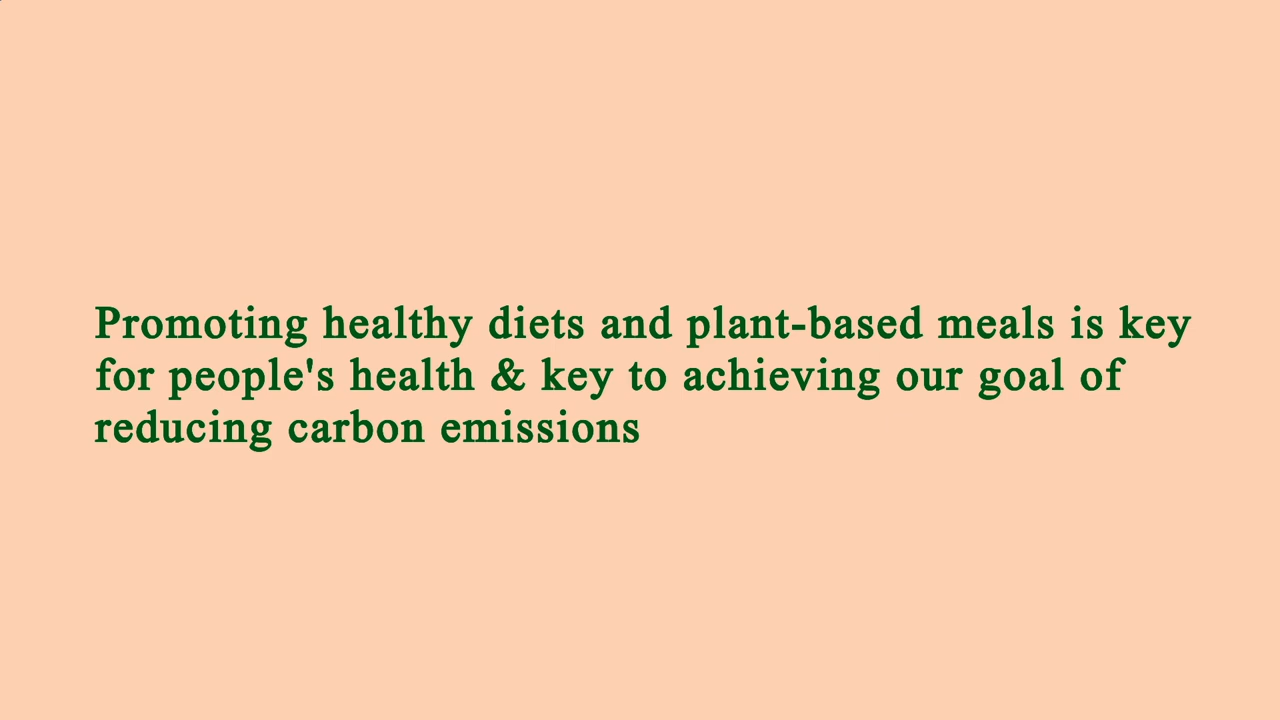 Promoting healthy diets and plant-based meals is key
for people's health & key to achieving our goal of
reducing carbon emissions